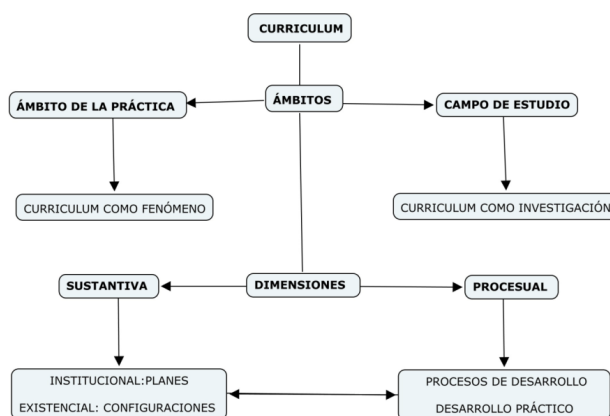 CURRICULUM
ÁMBITO DE LA PRÁCTICA
ÁMBITOS
CAMPO DE ESTUDIO
CURRICULUM COMO FENÓMENO
CURRICULUM COMO INVESTIGACIÓN
SUSTANTIVA
DIMENSIONES
PROCESUAL
INSTITUCIONAL:PLANES
EXISTENCIAL: CONFIGURACIONES
PROCESOS DE DESARROLLO
DESARROLLO PRÁCTICO